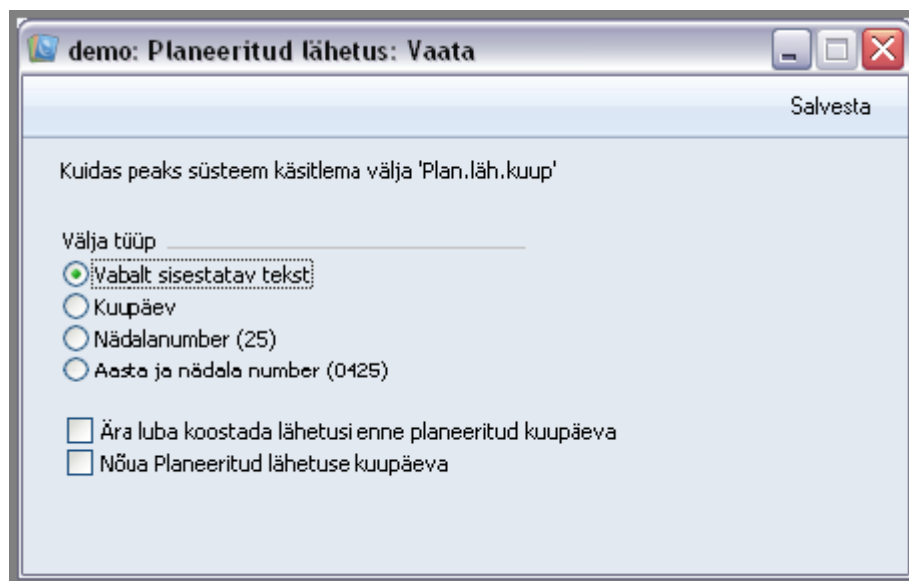 demo: Planeeritud lähetus: Vaata
Salvesta
Kuidas peaks süsteem käsitlema välja 'Plan.läh.kuup'
Välja tüüp
Vabalt sisestatav tekst
Kuupäev
Nädalanumber (25)
Aasta ja nädala number (0425)
Ära luba koostada lähetusi enne planeeritud kuupäeva
Nõua Planeeritud lähetuse kuupäeva